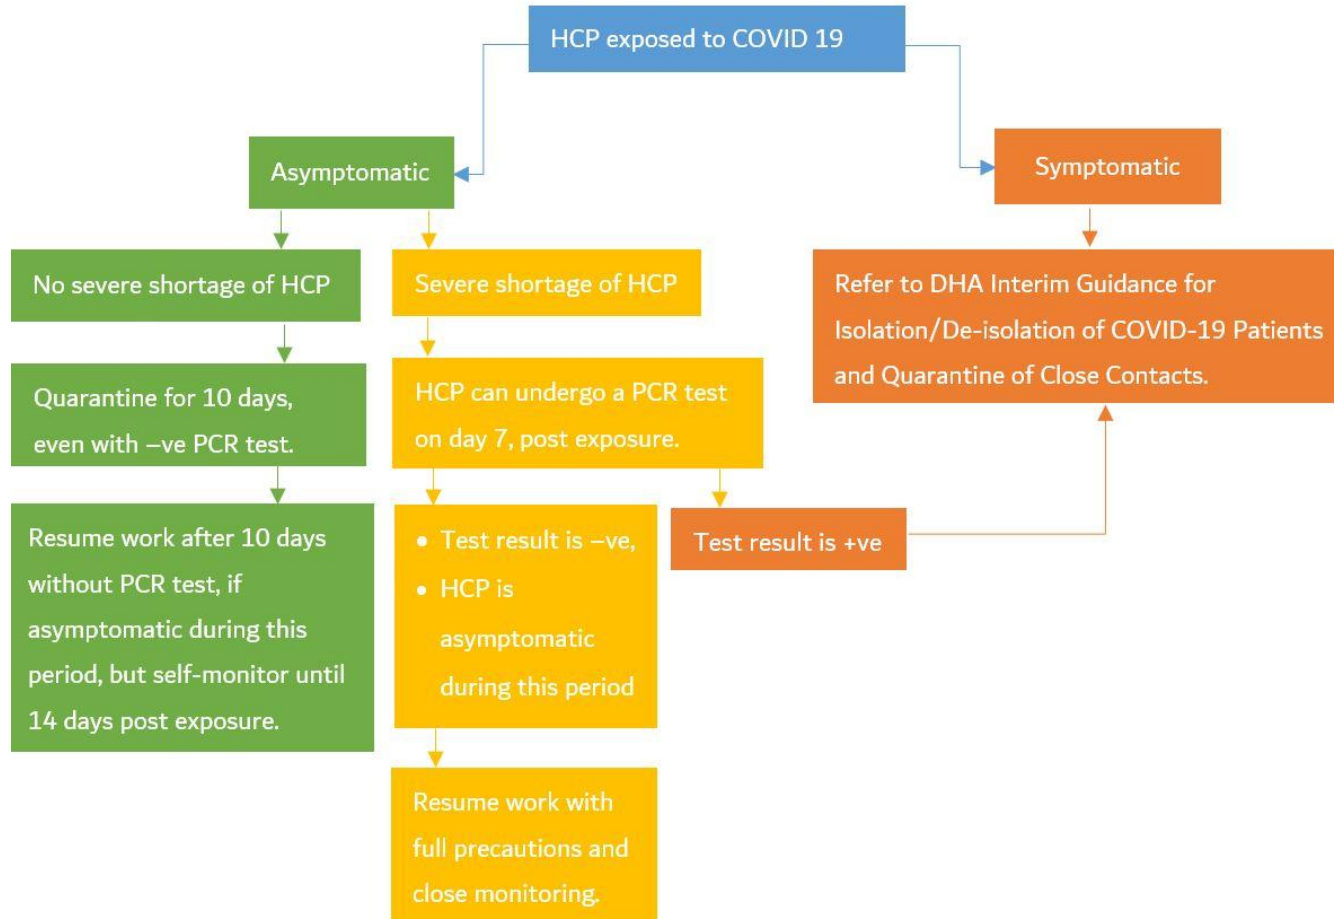 HCP exposed to COVID 19
Asymptomatic
Symptomatic
No severe shortage of HCP
Severe shortage of HCP
Refer to DHA Interim Guidance for
Isolation/De-isolation of COVID-19 Patients
and Quarantine of Close Contacts.
Quarantine for 10 days,
even with –ve PCR test.
HCP can undergo a PCR test
on day 7, post exposure.
Resume work after 10 days
without PCR test, if
asymptomatic during this
period, but self-monitor until
14 days post exposure.
• Test result is –ve,
• HCP is
asymptomatic
during this period
Test result is +ve
Resume work with
full precautions and
close monitoring.